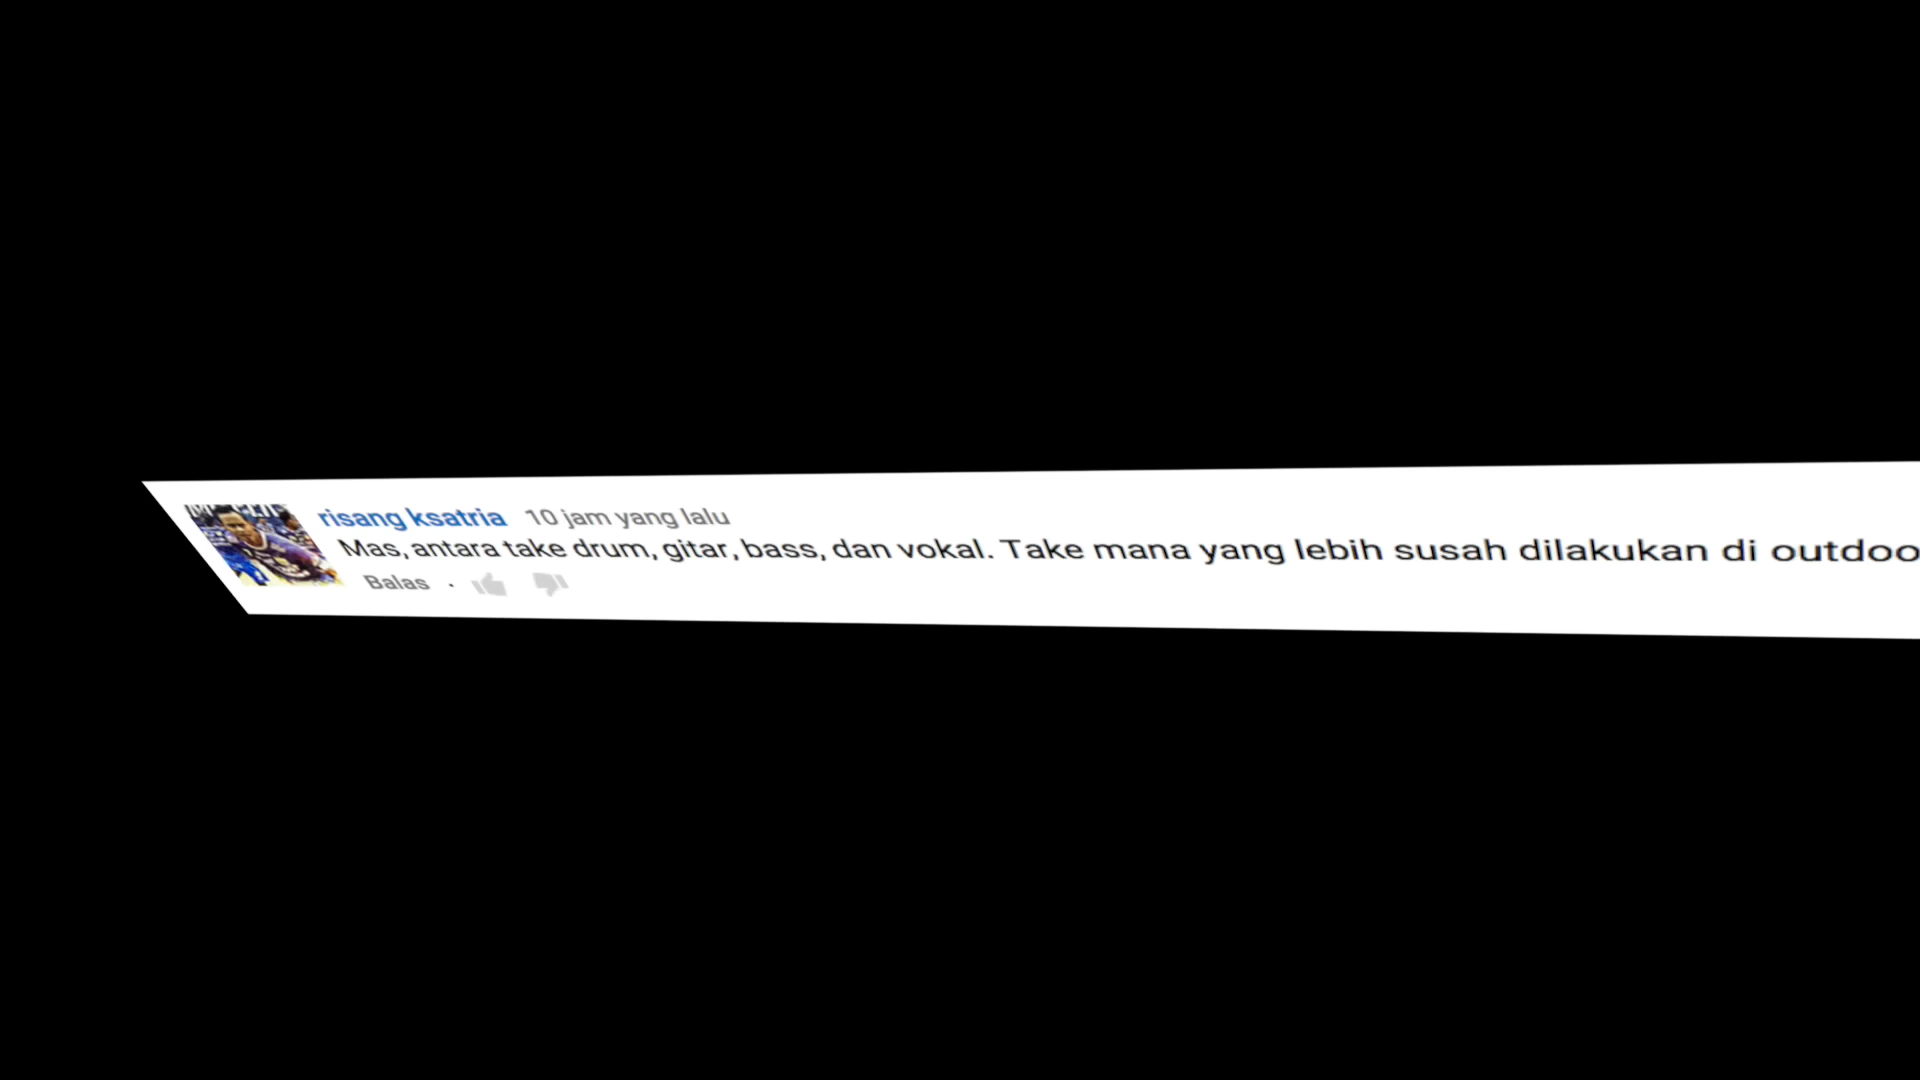 risang ksatria 10 jam yang lalu
Mas, antara take drum, gitar, bass, dan vokal. Take mana yang lebih susah dilakukan di outdoo
Balas ·